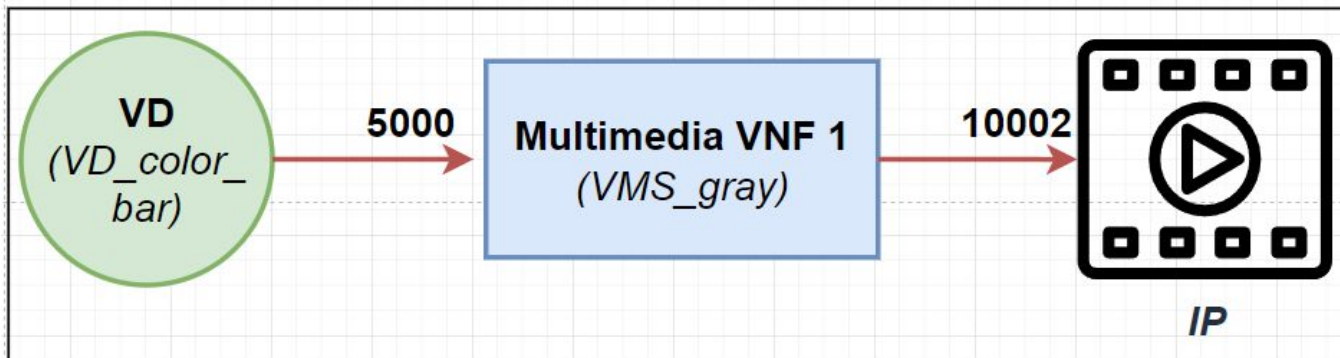 VD
(VD_color_
bar)
5000
Multimedia VNF 1
(VMS_gray)
10002
IP